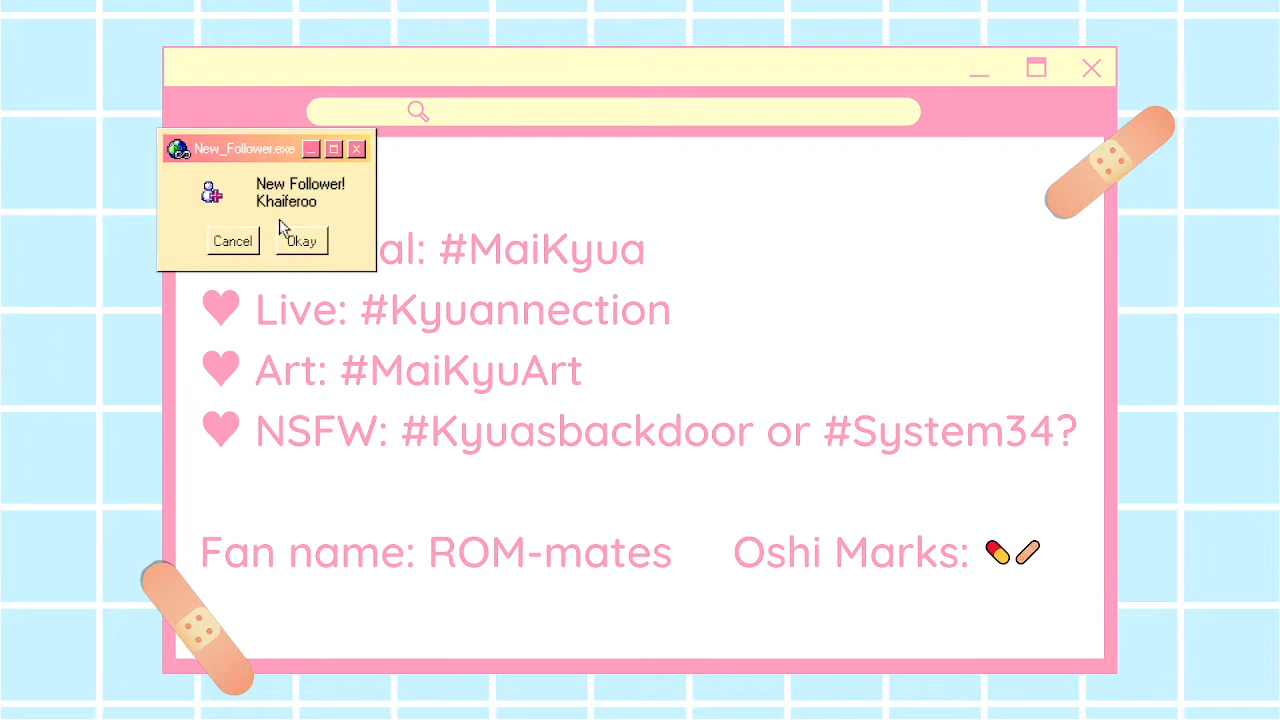 New_Follower.exe
New Follower!
Khaiferoo
Cancel Okay
al: #MaiKyua
Live: #Kyuannection
Art: #MaiKyuArt
NSFW: #Kyuasbackdoor or #System34?
Fan name: ROM-mates Oshi Marks: